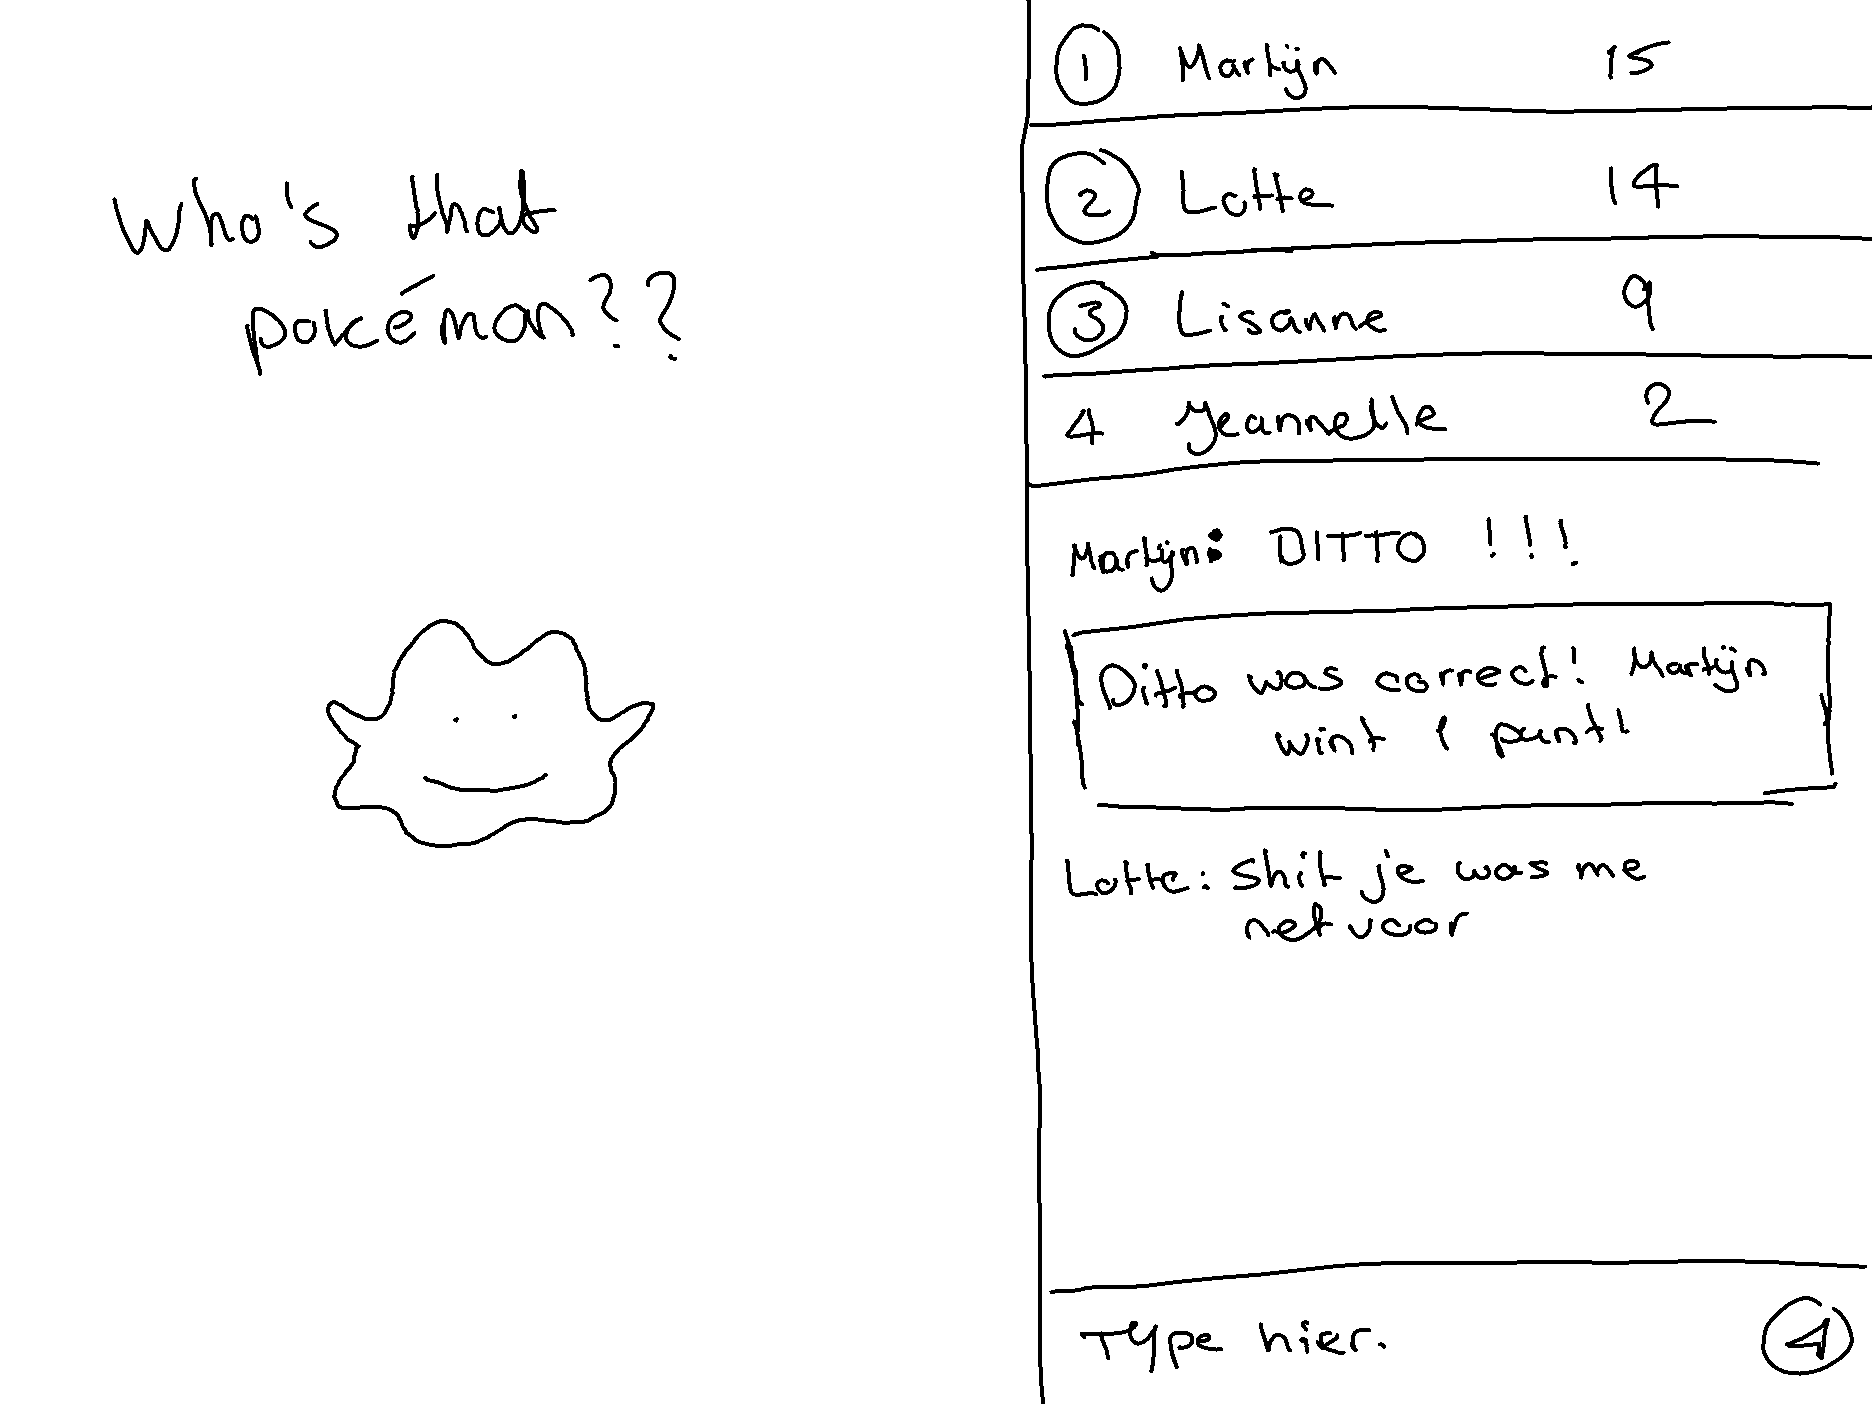 Who's that
pokémon??
1 Martijn 15
2 Lotte 14
3 Lisanne 9
4 Jeannelle 2
Martijn: DITTO !!!
Ditto was correct! Martijn
wint 1 punt!
Lotte: Shit je was me
net voor
Type hier.